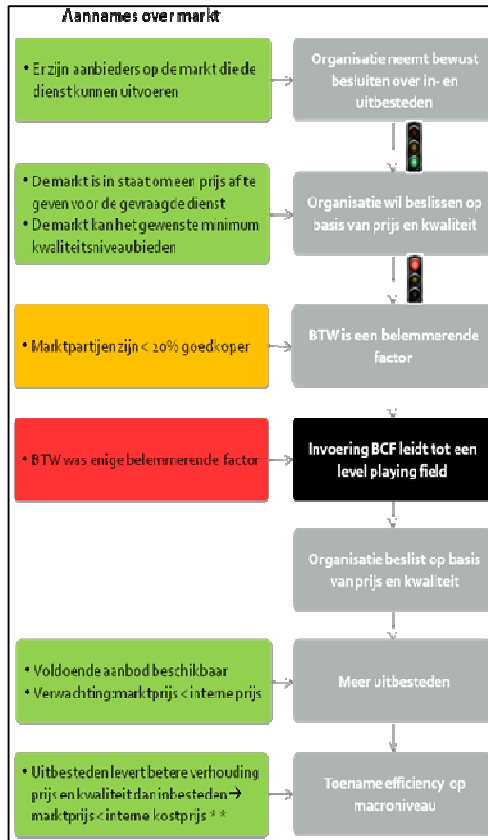 Aannames over markt
• Er zijn aanbieders op de markt die de
dienst kunnen uitvoeren
Organisatie neemt bewust
besluiten over in- en
uitbesteden
• De markt is in staat om een prijs af te
geven voor de gevraagde dienst
• De markt kan het gewenste minimum
kwaliteitsniveau bieden
Organisatie wil beslissen op
basis van prijs en kwaliteit
• Marktpartijen zijn < 20% goedkoper
BTW is een belemmerende
factor
• BTW was enige belemmerende factor
Invoering BCF leidt tot een
level playing field
Organisatie beslist op basis
van prijs en kwaliteit
• Voldoende aanbod beschikbaar
• Verwachting: marktprijs < interne prijs
Meer uitbesteden
• Uitbesteden levert betere verhouding
prijs en kwaliteit dan inbesteden →
marktprijs < interne kostprijs **
Toename efficiency op
macroniveau